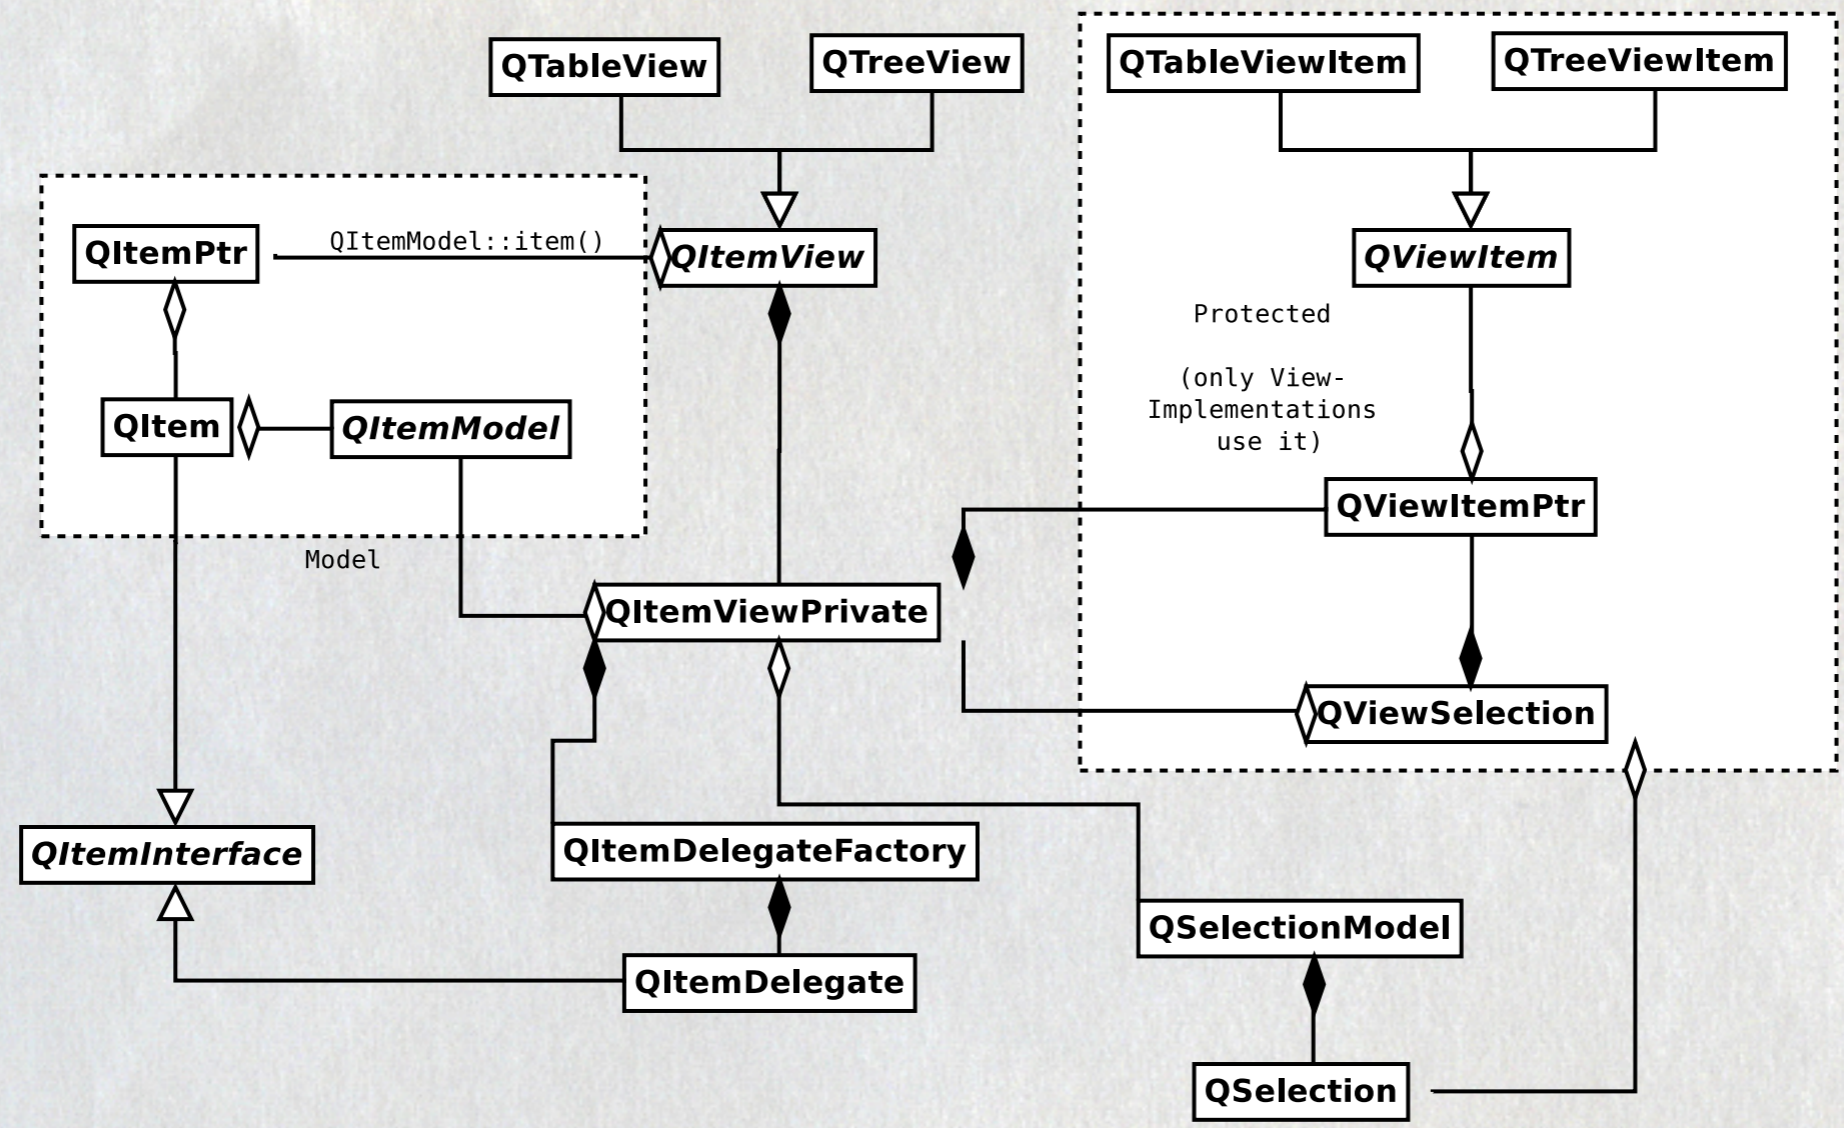 QTableView
QTreeView
QTableViewItem
QTreeViewItem
QItemPtr
QItemModel::item()
QItemView
QViewItem
Protected
(only View-
Implementations
use it)
QItem
QItemModel
QViewItemPtr
Model
QItemViewPrivate
QViewSelection
QItemInterface
QItemDelegateFactory
QSelectionModel
QItemDelegate
QSelection